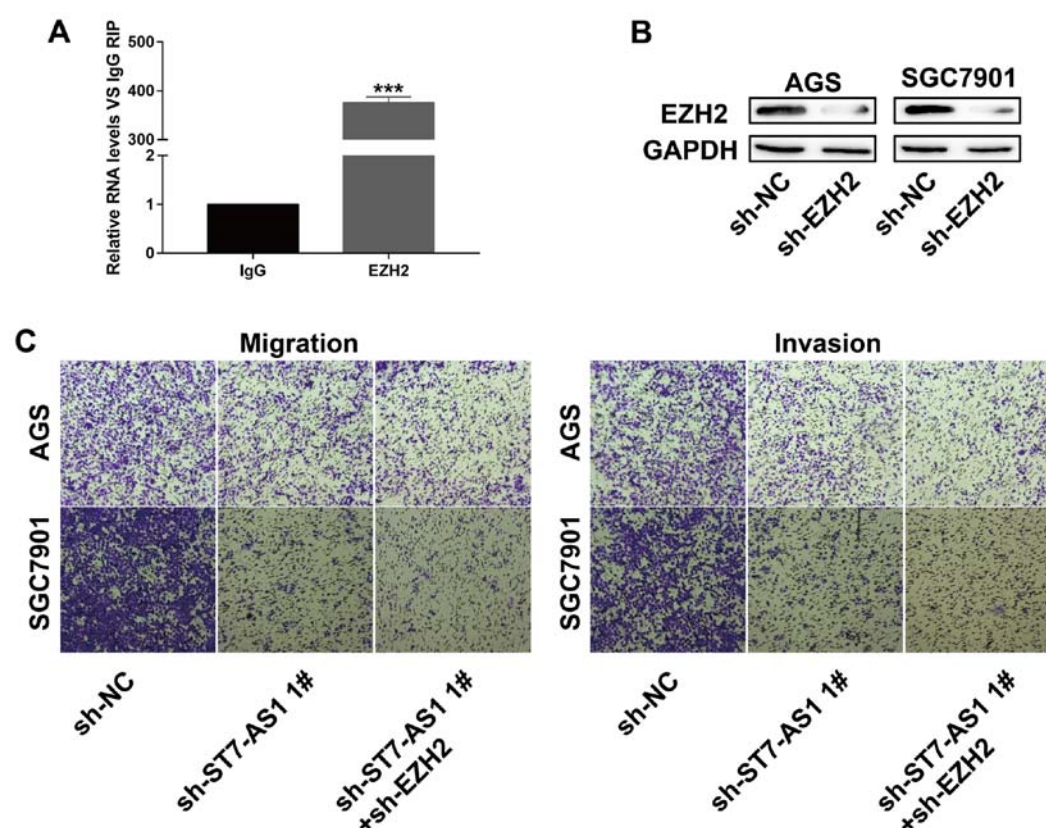 A
Relative RNA levels VS IgG RIP
500
400
300
2
1
0
***
IgG
EZH2
B
AGS
SGC7901
EZH2
GAPDH
sh-NC
sh-EZH2
sh-NC
sh-EZH2
C
Migration
Invasion
AGS
SGC7901
AGS
SGC7901
sh-NC
sh-ST7-AS1 1#
sh-ST7-AS1 1#
+sh-EZH2
sh-NC
sh-ST7-AS1 1#
sh-ST7-AS1 1#
+sh-EZH2